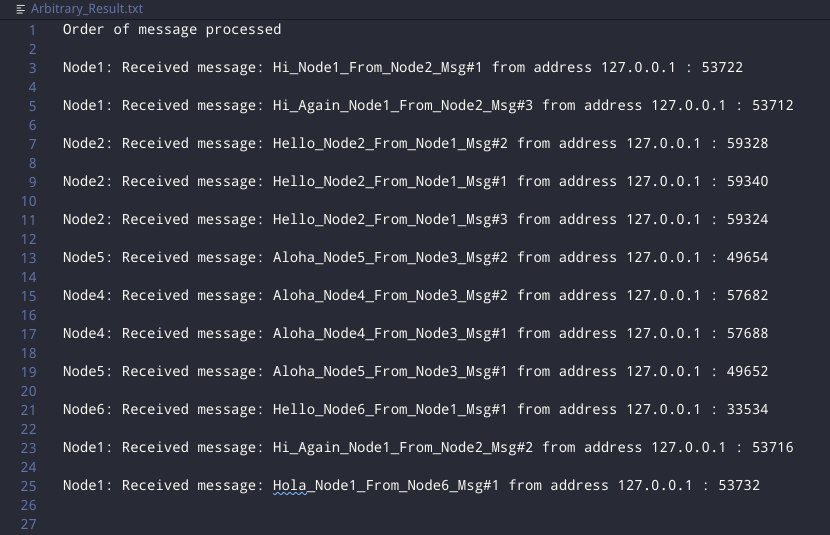 Arbitrary_Result.txt
1 Order of message processed
2
3 Node1: Received message: Hi_Node1_From_Node2_Msg#1 from address 127.0.0.1 : 53722
4
5 Node1: Received message: Hi_Again_Node1_From_Node2_Msg#3 from address 127.0.0.1 : 53712
6
7 Node2: Received message: Hello_Node2_From_Node1_Msg#2 from address 127.0.0.1 : 59328
8
9 Node2: Received message: Hello_Node2_From_Node1_Msg#1 from address 127.0.0.1 : 59340
10
11 Node2: Received message: Hello_Node2_From_Node1_Msg#3 from address 127.0.0.1 : 59324
12
13 Node5: Received message: Aloha_Node5_From_Node3_Msg#2 from address 127.0.0.1 : 49654
14
15 Node4: Received message: Aloha_Node4_From_Node3_Msg#2 from address 127.0.0.1 : 57682
16
17 Node4: Received message: Aloha_Node4_From_Node3_Msg#1 from address 127.0.0.1 : 57688
18
19 Node5: Received message: Aloha_Node5_From_Node3_Msg#1 from address 127.0.0.1 : 49652
20
21 Node6: Received message: Hello_Node6_From_Node1_Msg#1 from address 127.0.0.1 : 33534
22
23 Node1: Received message: Hi_Again_Node1_From_Node2_Msg#2 from address 127.0.0.1 : 53716
24
25 Node1: Received message: Hola_Node1_From_Node6_Msg#1 from address 127.0.0.1 : 53732
26
27